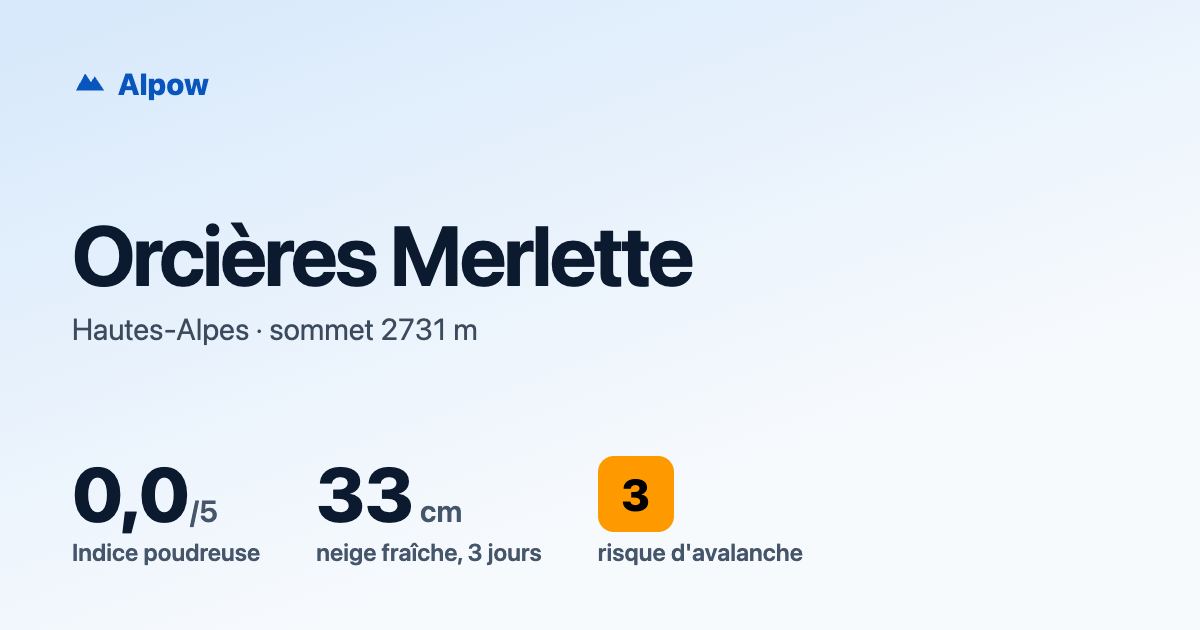 Alpow
Orcières Merlette
Hautes-Alpes · sommet 2731 m
0,0/5
Indice poudreuse
33 cm
neige fraîche, 3 jours
3
risque d'avalanche